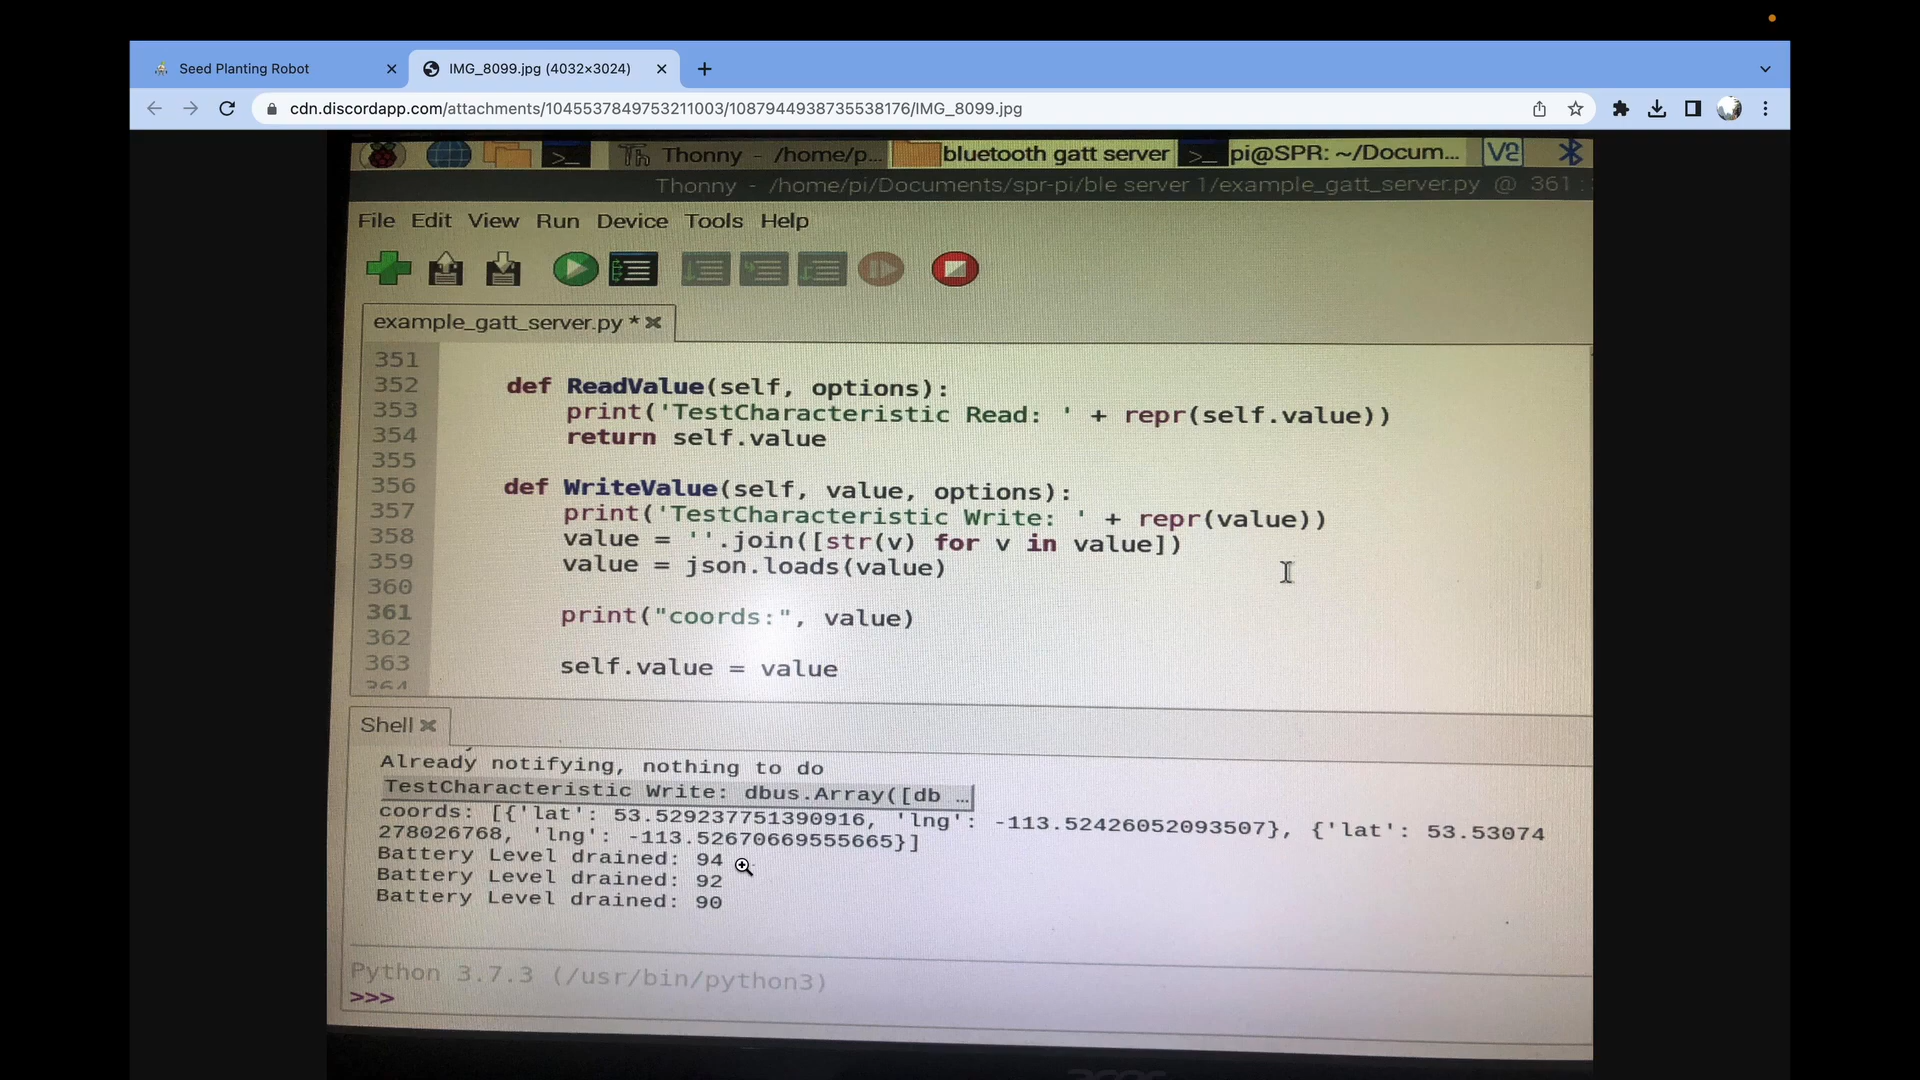 Seed Planting Robot
IMG_8099.jpg (4032×3024)
cdn.discordapp.com/attachments/1045537849753211003/1087944938735538176/IMG_8099.jpg
Thonny - /home/p...
bluetooth gatt server
pi@SPR: ~/Docum...
Thonny - /home/pi/Documents/spr-pi/ble server 1/example_gatt_server.py @ 361 :
File Edit View Run Device Tools Help
example_gatt_server.py *
351
352 def ReadValue(self, options):
353 print('TestCharacteristic Read: ' + repr(self.value))
354 return self.value
355
356 def WriteValue(self, value, options):
357 print('TestCharacteristic Write: ' + repr(value))
358 value = ''.join([str(v) for v in value])
359 value = json.loads(value)
360
361 print("coords:", value)
362
363 self.value = value
364
Shell
Already notifying, nothing to do
TestCharacteristic Write: dbus.Array([db ...
coords: [{'lat': 53.529237751390916, 'lng': -113.52426052093507}, {'lat': 53.53074
278026768, 'lng': -113.52670669555665}]
Battery Level drained: 94
Battery Level drained: 92
Battery Level drained: 90
Python 3.7.3 (/usr/bin/python3)
>>>
acer